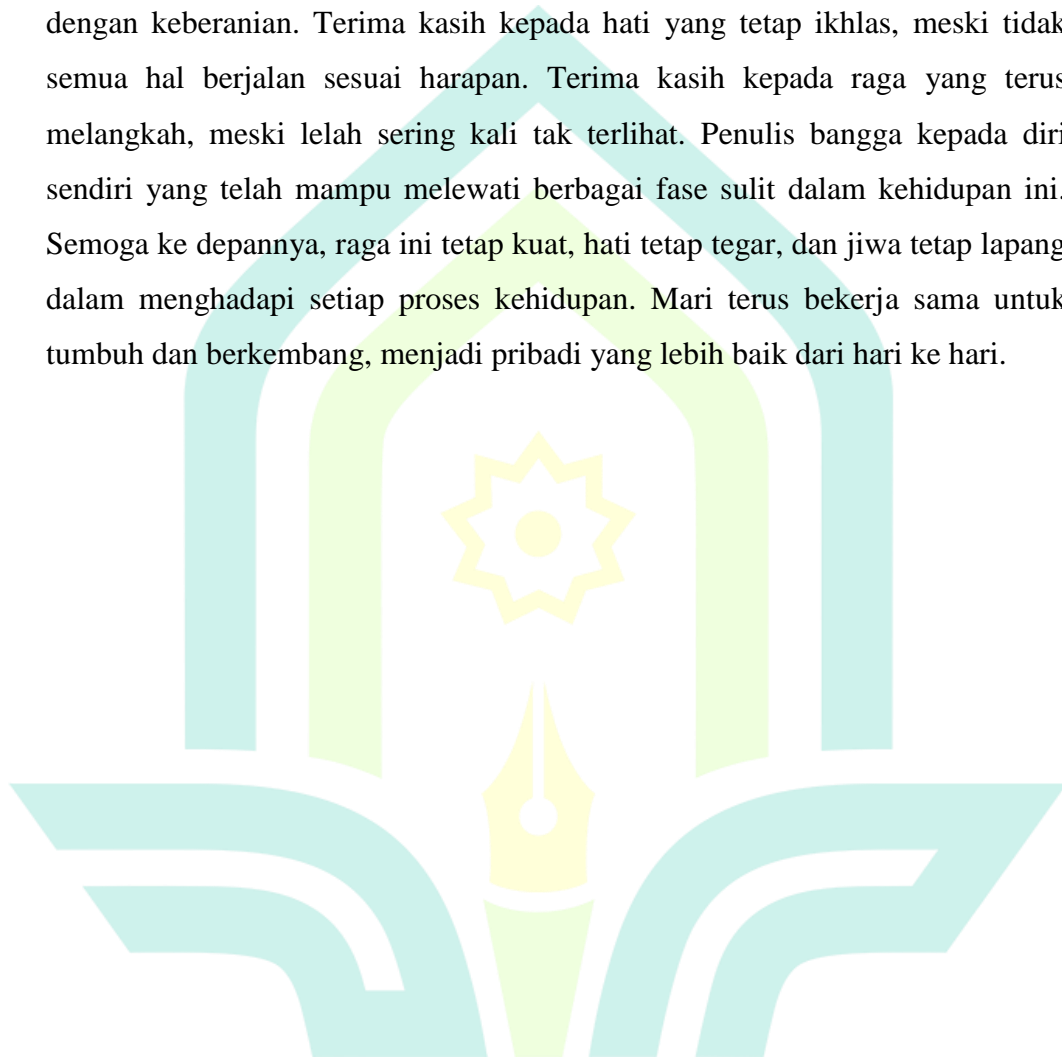 dengan keberanian. Terima kasih kepada hati yang tetap ikhlas, meski tidak
semua hal berjalan sesuai harapan. Terima kasih kepada raga yang terus
melangkah, meski lelah sering kali tak terlihat. Penulis bangga kepada diri
sendiri yang telah mampu melewati berbagai fase sulit dalam kehidupan ini.
Semoga ke depannya, raga ini tetap kuat, hati tetap tegar, dan jiwa tetap lapang
dalam menghadapi setiap proses kehidupan. Mari terus bekerja sama untuk
tumbuh dan berkembang, menjadi pribadi yang lebih baik dari hari ke hari.